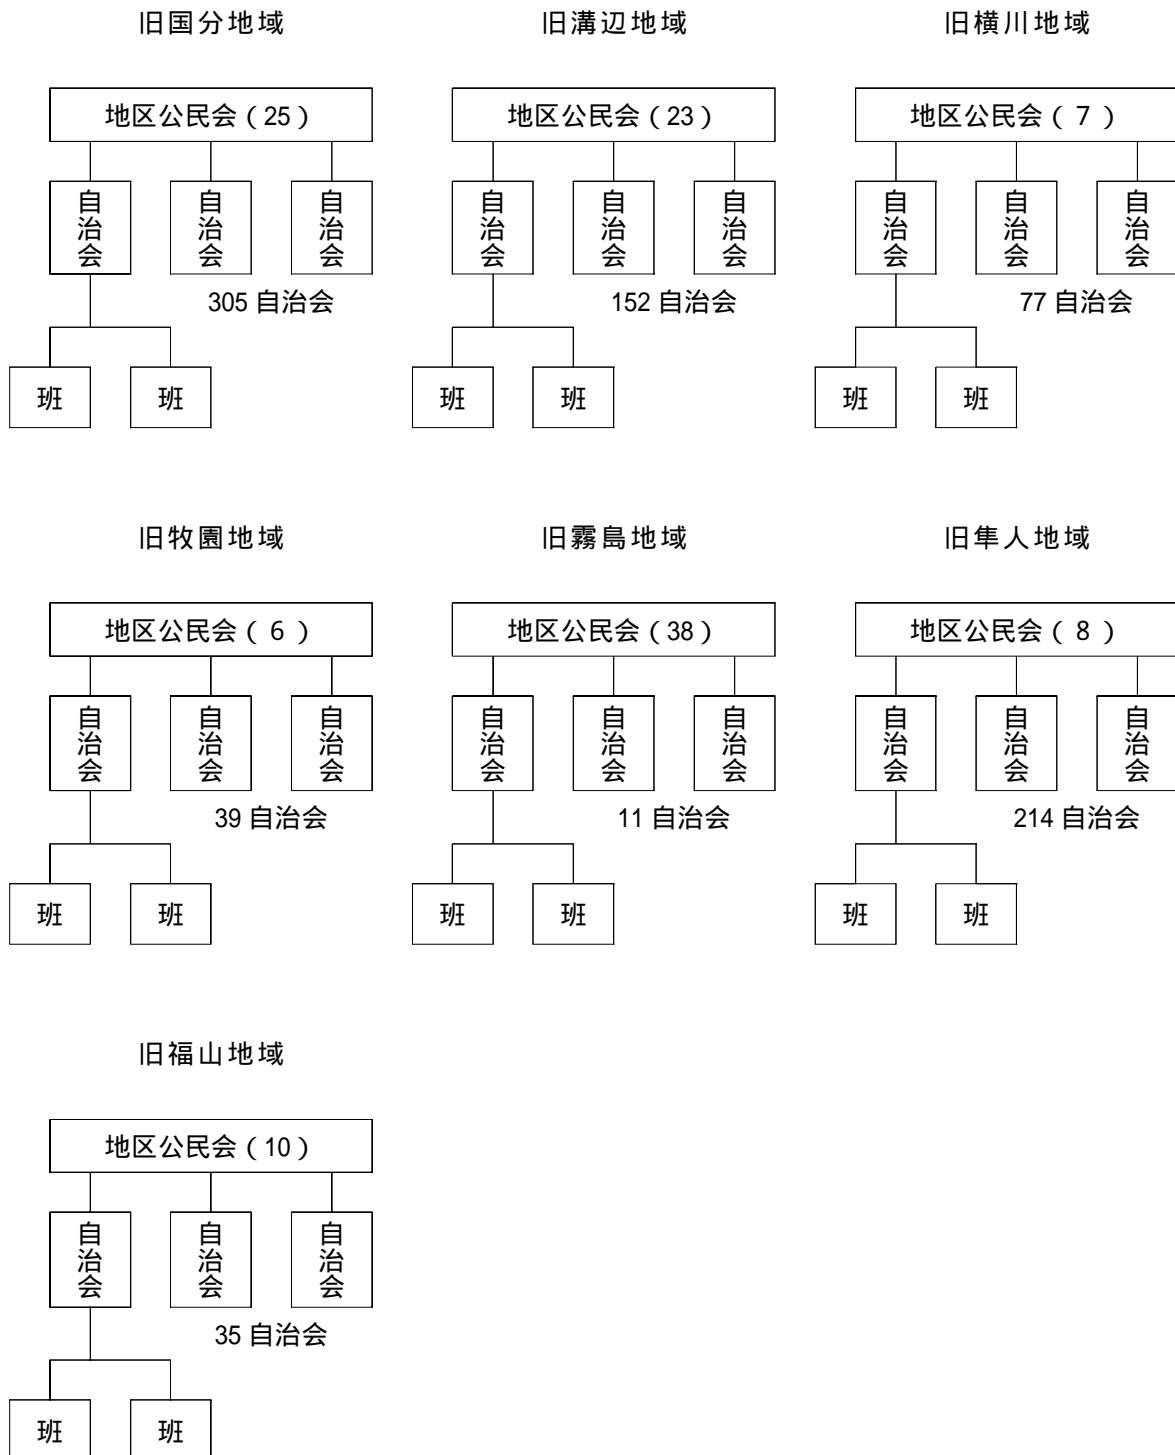 旧国分地域
地区公民会（25）
自治会
自治会
自治会
305 自治会
班
班
旧溝辺地域
地区公民会（23）
自治会
自治会
自治会
152 自治会
班
班
旧横川地域
地区公民会（ 7 ）
自治会
自治会
自治会
77 自治会
班
班
旧牧園地域
地区公民会（ 6 ）
自治会
自治会
自治会
39 自治会
班
班
旧霧島地域
地区公民会（38）
自治会
自治会
自治会
11 自治会
班
班
旧隼人地域
地区公民会（ 8 ）
自治会
自治会
自治会
214 自治会
班
班
旧福山地域
地区公民会（10）
自治会
自治会
自治会
35 自治会
班
班